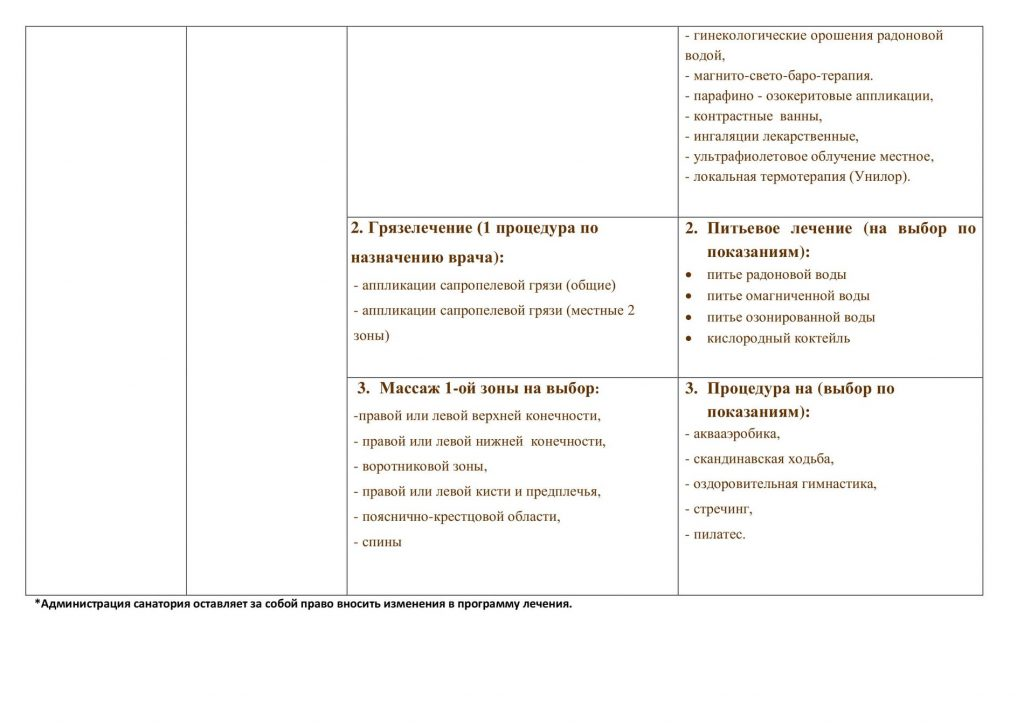 - гинекологические орошения радоновой
водой,
- магнито-свето-баро-терапия.
- парафино - озокеритовые аппликации,
- контрастные ванны,
- ингаляции лекарственные,
- ультрафиолетовое облучение местное,
- локальная термотерапия (Унилор).
2. Грязелечение (1 процедура по
назначению врача):
- аппликации сапропелевой грязи (общие)
- аппликации сапропелевой грязи (местные 2
зоны)
2. Питьевое лечение (на выбор по
показаниям):
• питье радоновой воды
• питье омагниченной воды
• питье озонированной воды
• кислородный коктейль
3. Массаж 1-ой зоны на выбор:
-правой или левой верхней конечности,
- правой или левой нижней конечности,
- воротниковой зоны,
- правой или левой кисти и предплечья,
- пояснично-крестцовой области,
- спины
3. Процедура на (выбор по
показаниям):
- аквааэробика,
- скандинавская ходьба,
- оздоровительная гимнастика,
- стречинг,
- пилатес.
*Администрация санатория оставляет за собой право вносить изменения в программу лечения.